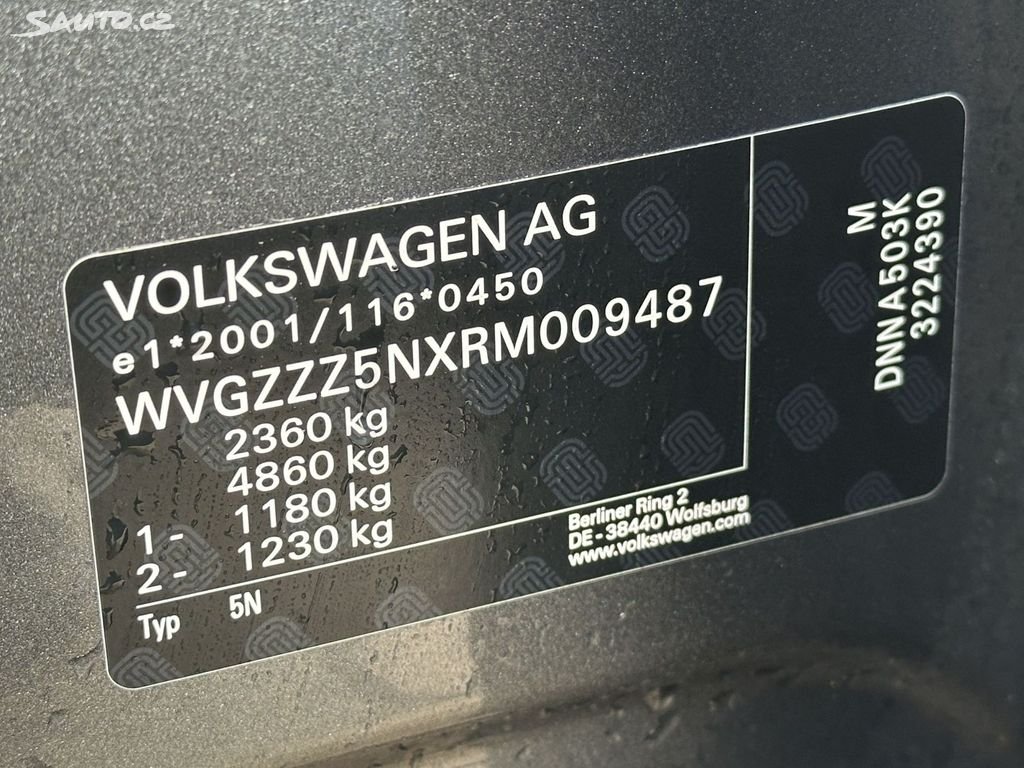 SAUTO.CZ
VOLKSWAGEN AG
e1*2001/116*0450
WVGZZZ5NXRM009487
2360 kg
4860 kg
1 - 1180 kg
2 - 1230 kg
Typ 5N
Berliner Ring 2
DE - 38440 Wolfsburg
www.volkswagen.com
M
DNNA503K
3224390